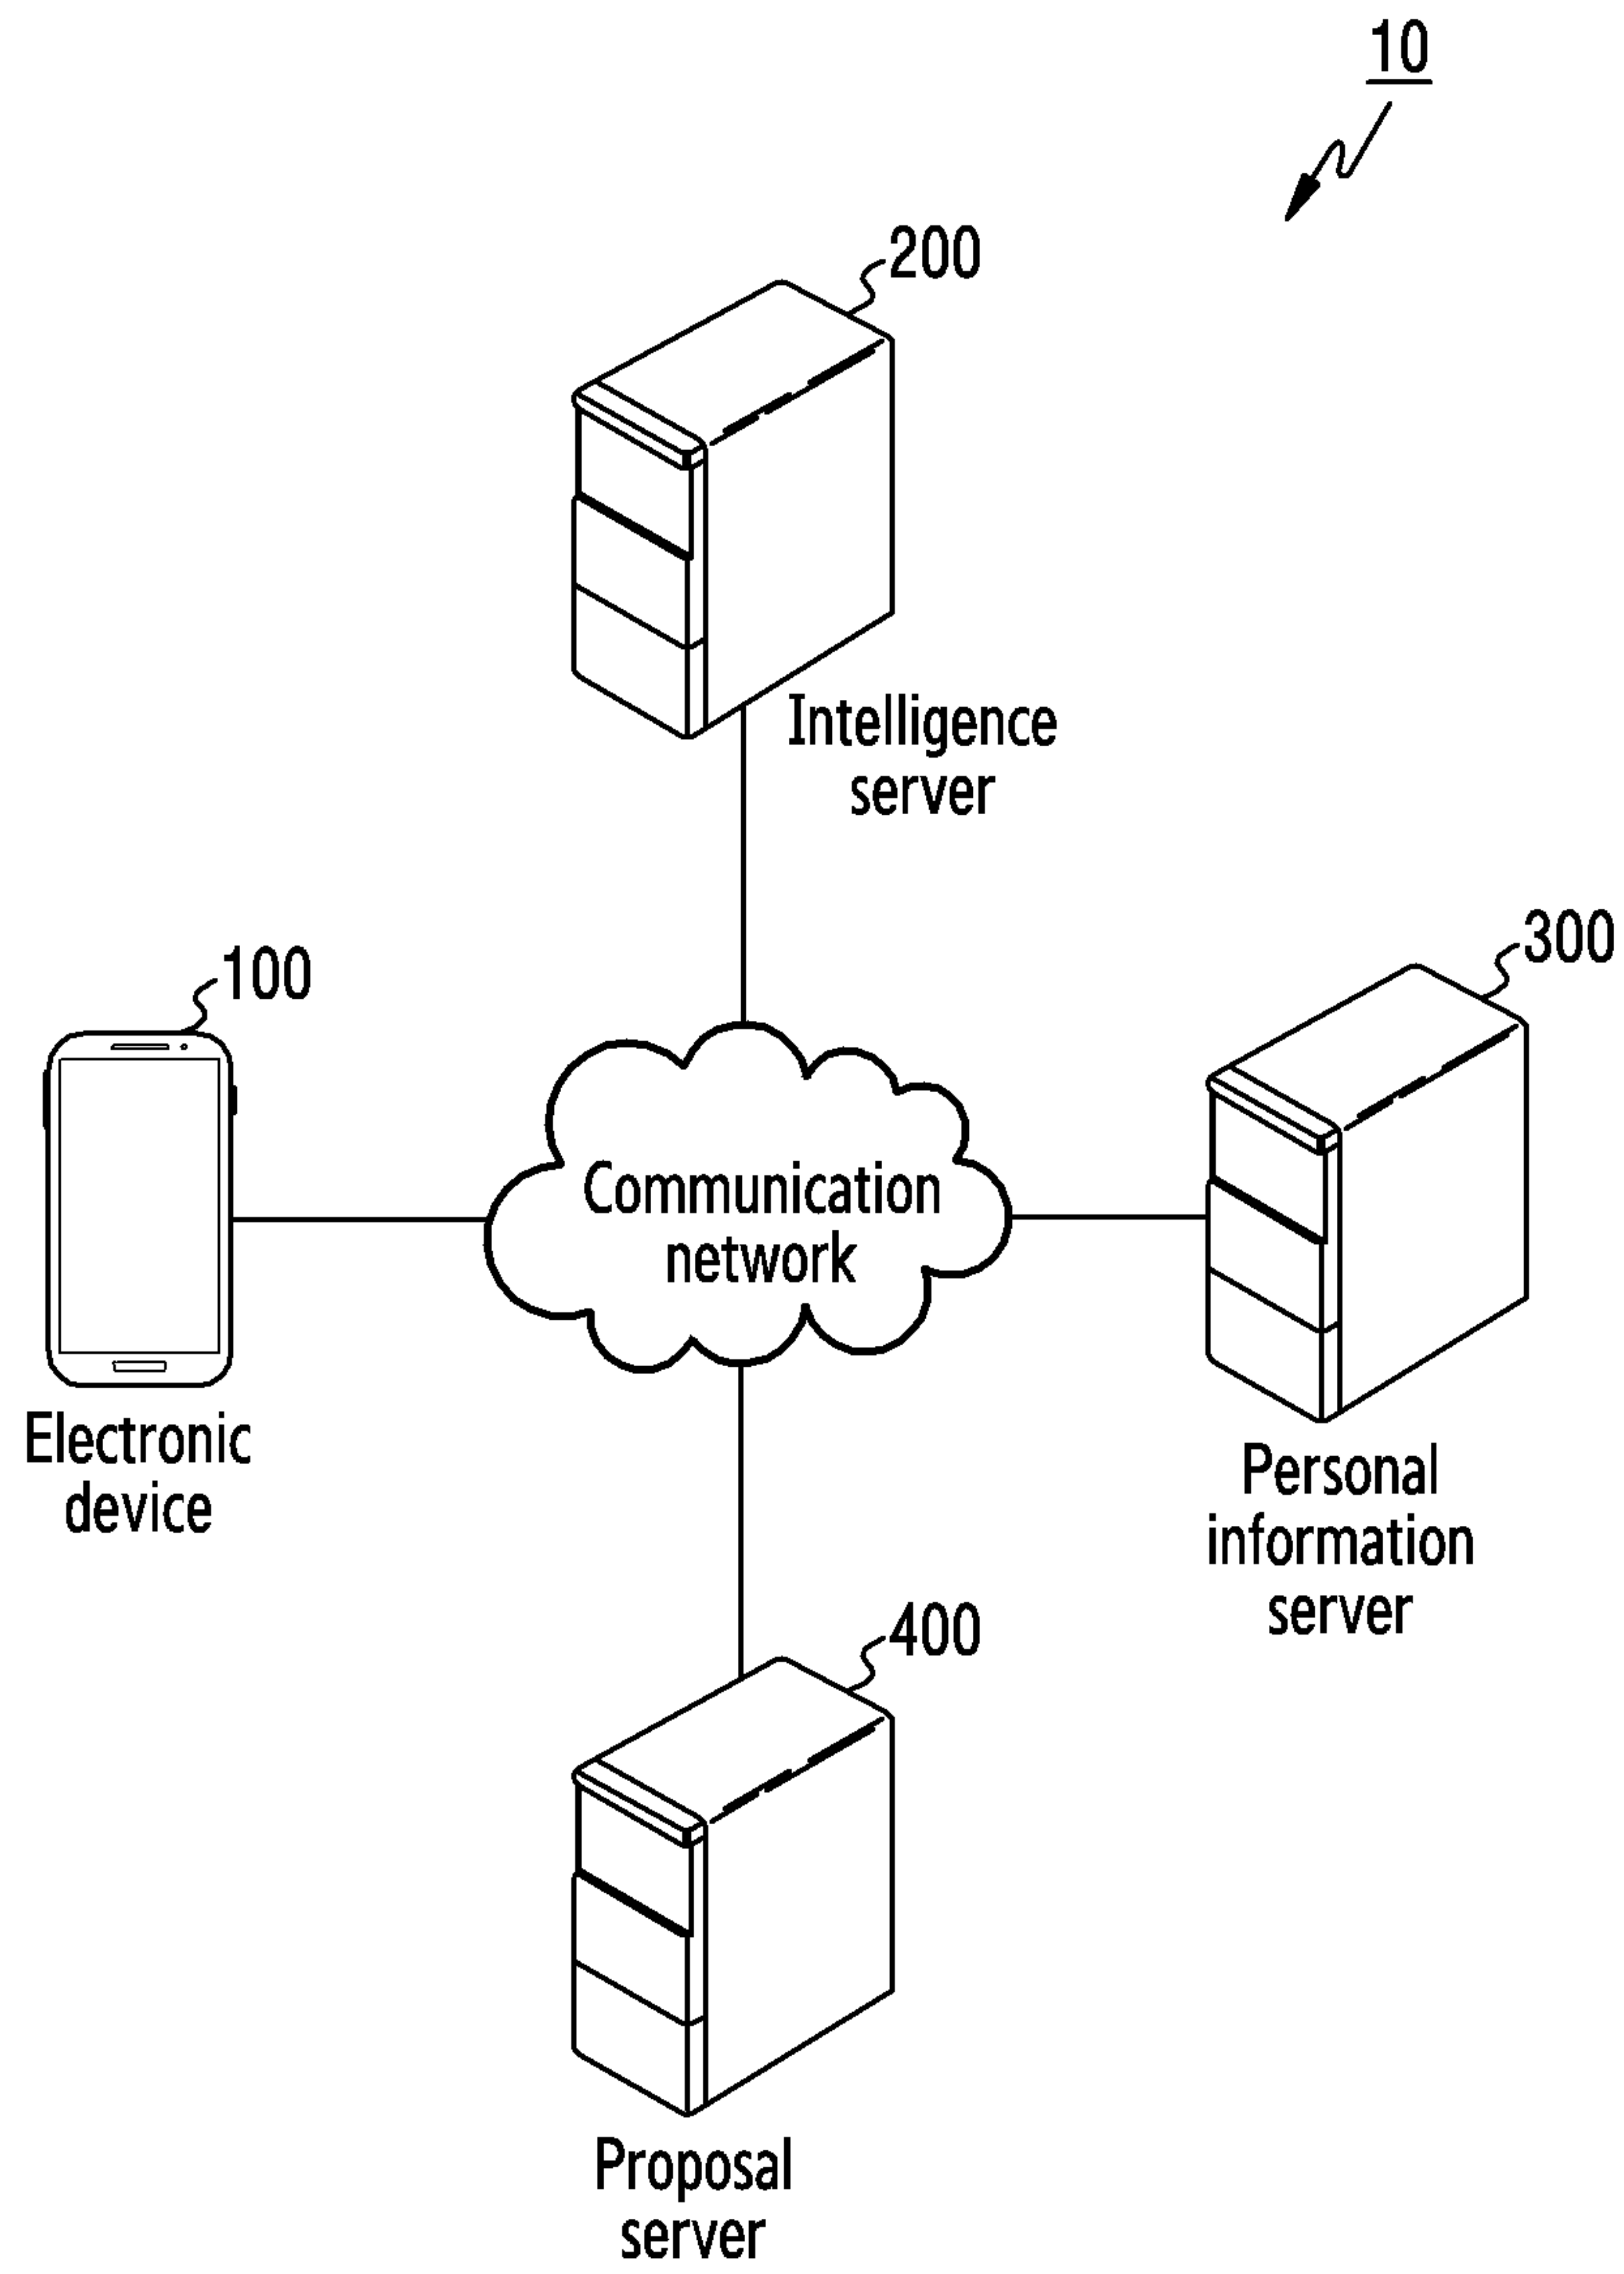 10
200
Intelligence
server
300
100
Communication
network
Electronic
device
Personal
information
server
400
Proposal
server